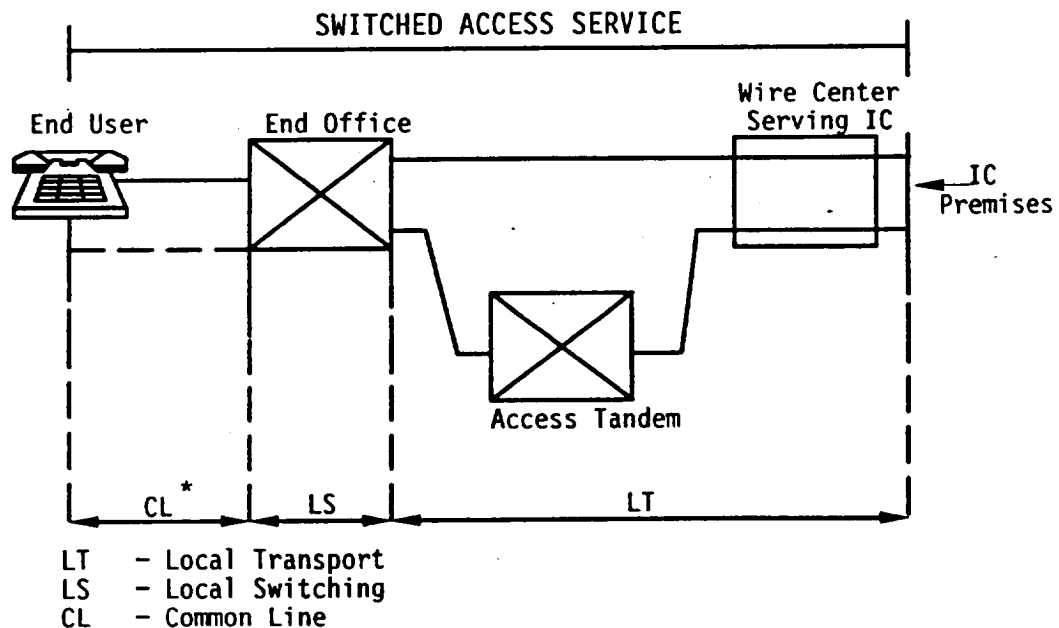 SWITCHED ACCESS SERVICE
Wire Center
Serving IC
End User
End Office
IC
Premises
Access Tandem
CL*
LS
LT
LT - Local Transport
LS - Local Switching
CL - Common Line